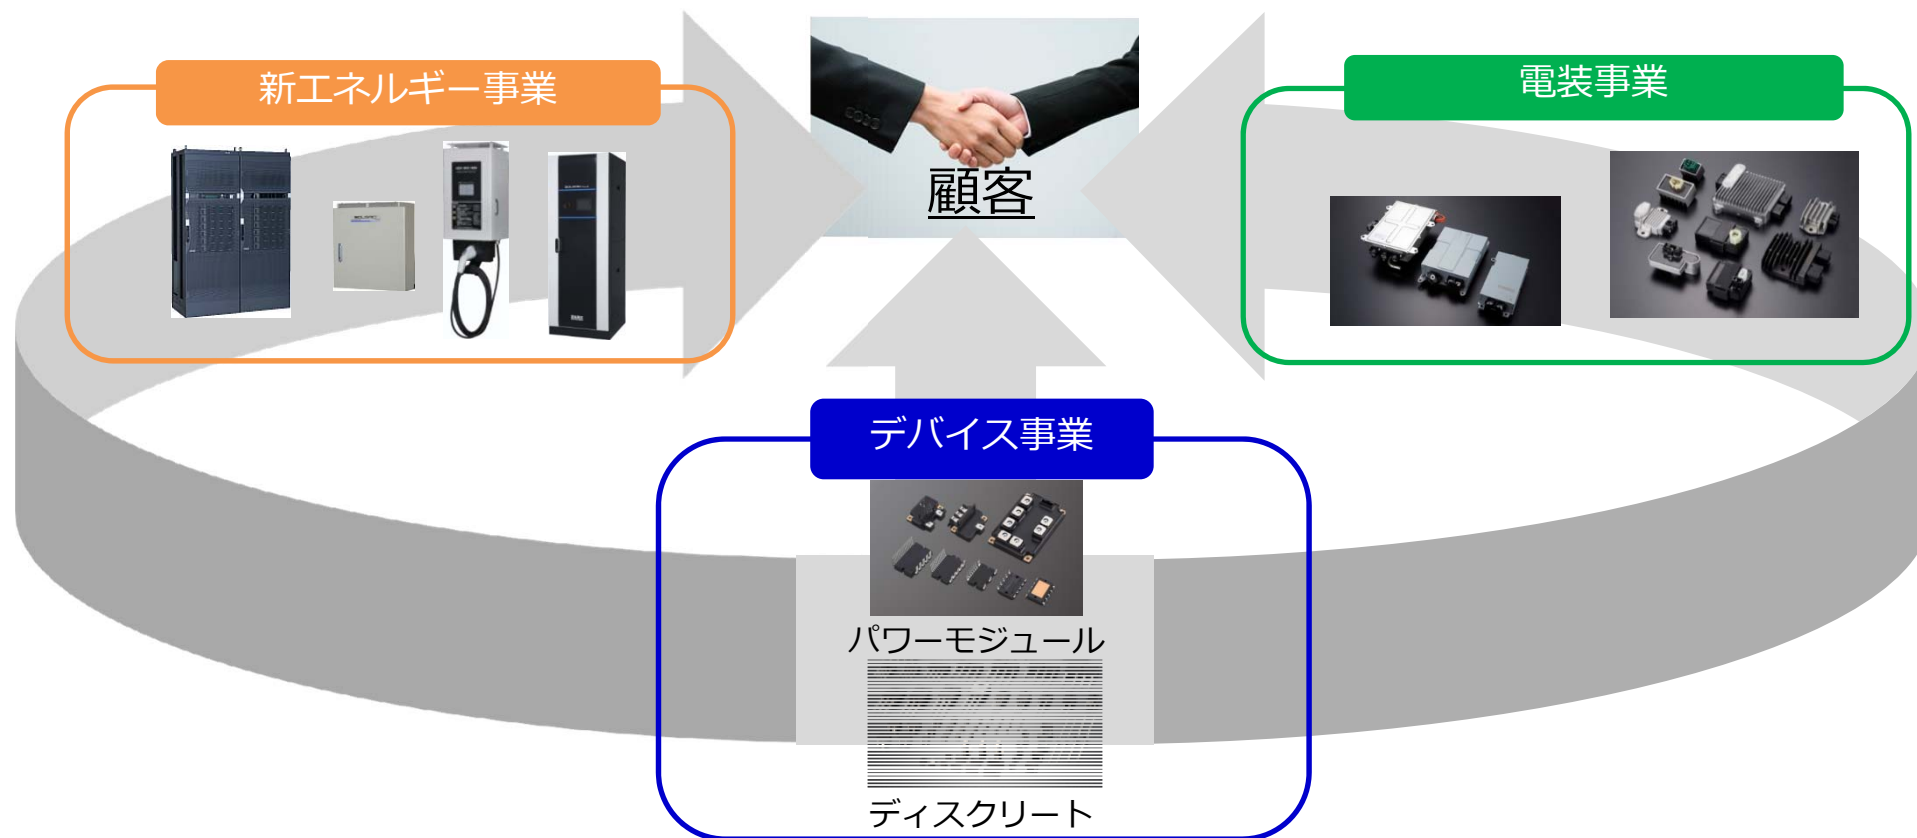 新エネルギー事業
電装事業
顧客
デバイス事業
パワーモジュール
ディスクリート